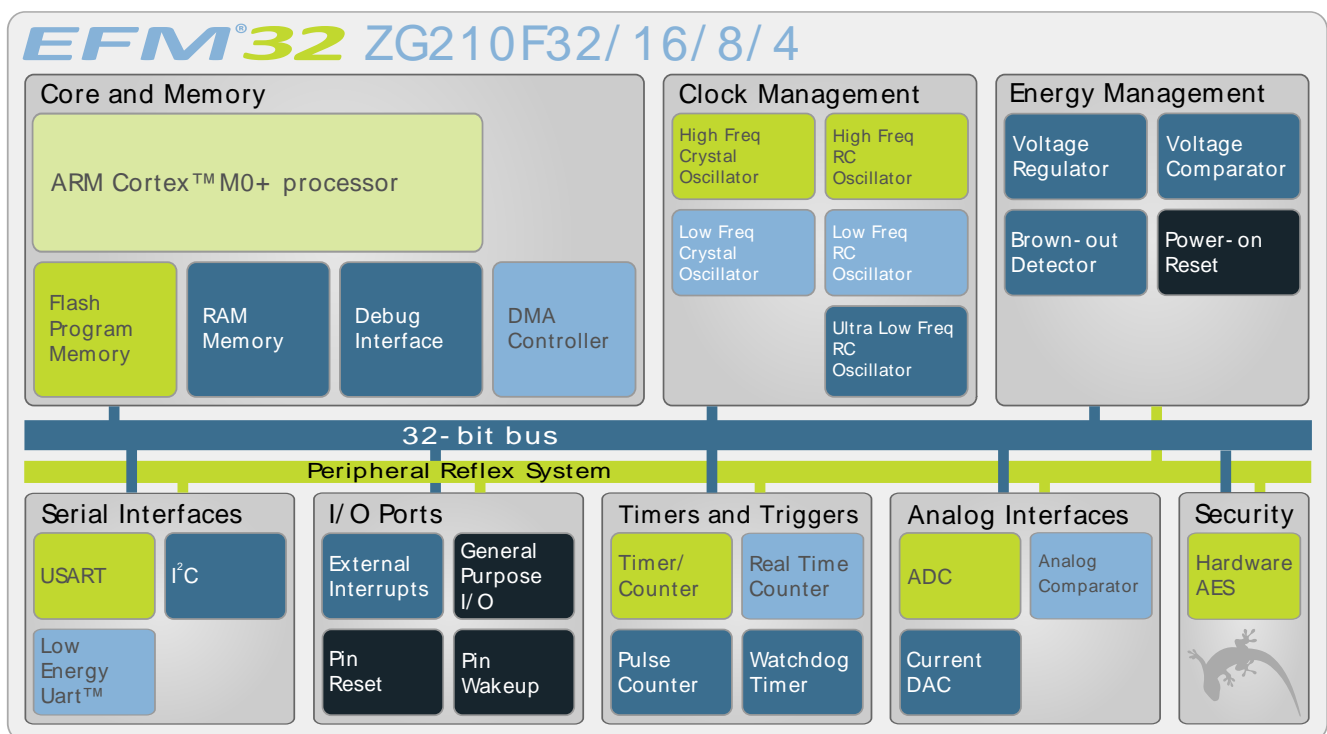 EFM®32 ZG210F32/16/8/4
Core and Memory
ARM Cortex™ M0+ processor
Flash
Program
Memory
RAM
Memory
Debug
Interface
DMA
Controller
Clock Management
High Freq
Crystal
Oscillator
High Freq
RC
Oscillator
Low Freq
Crystal
Oscillator
Low Freq
RC
Oscillator
Ultra Low Freq
RC
Oscillator
Energy Management
Voltage
Regulator
Voltage
Comparator
Brown-out
Detector
Power-on
Reset
32-bit bus
Peripheral Reflex System
Serial Interfaces
USART
I²C
Low
Energy
Uart™
I/O Ports
External
Interrupts
General
Purpose
I/O
Pin
Reset
Pin
Wakeup
Timers and Triggers
Timer/
Counter
Real Time
Counter
Pulse
Counter
Watchdog
Timer
Analog Interfaces
ADC
Analog
Comparator
Current
DAC
Security
Hardware
AES